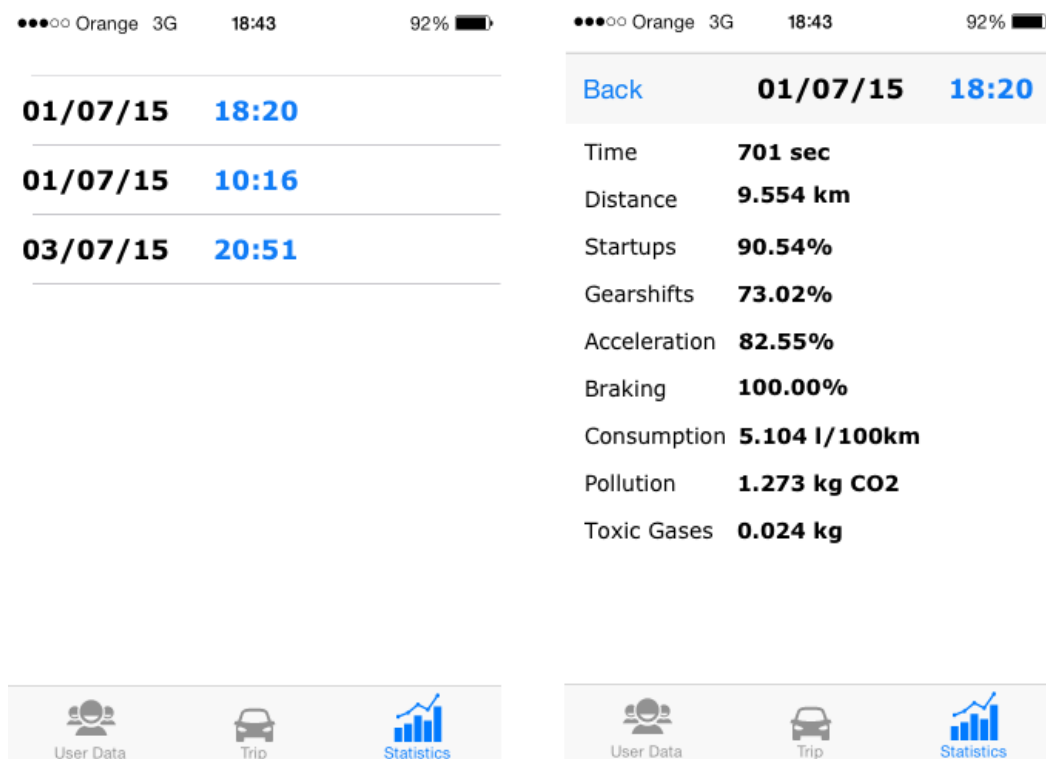 Orange 3G 18:43 92%
01/07/15 18:20
01/07/15 10:16
03/07/15 20:51
User Data Trip Statistics
Orange 3G 18:43 92%
Back 01/07/15 18:20
Time 701 sec
Distance 9.554 km
Startups 90.54%
Gearshifts 73.02%
Acceleration 82.55%
Braking 100.00%
Consumption 5.104 l/100km
Pollution 1.273 kg CO2
Toxic Gases 0.024 kg
User Data Trip Statistics